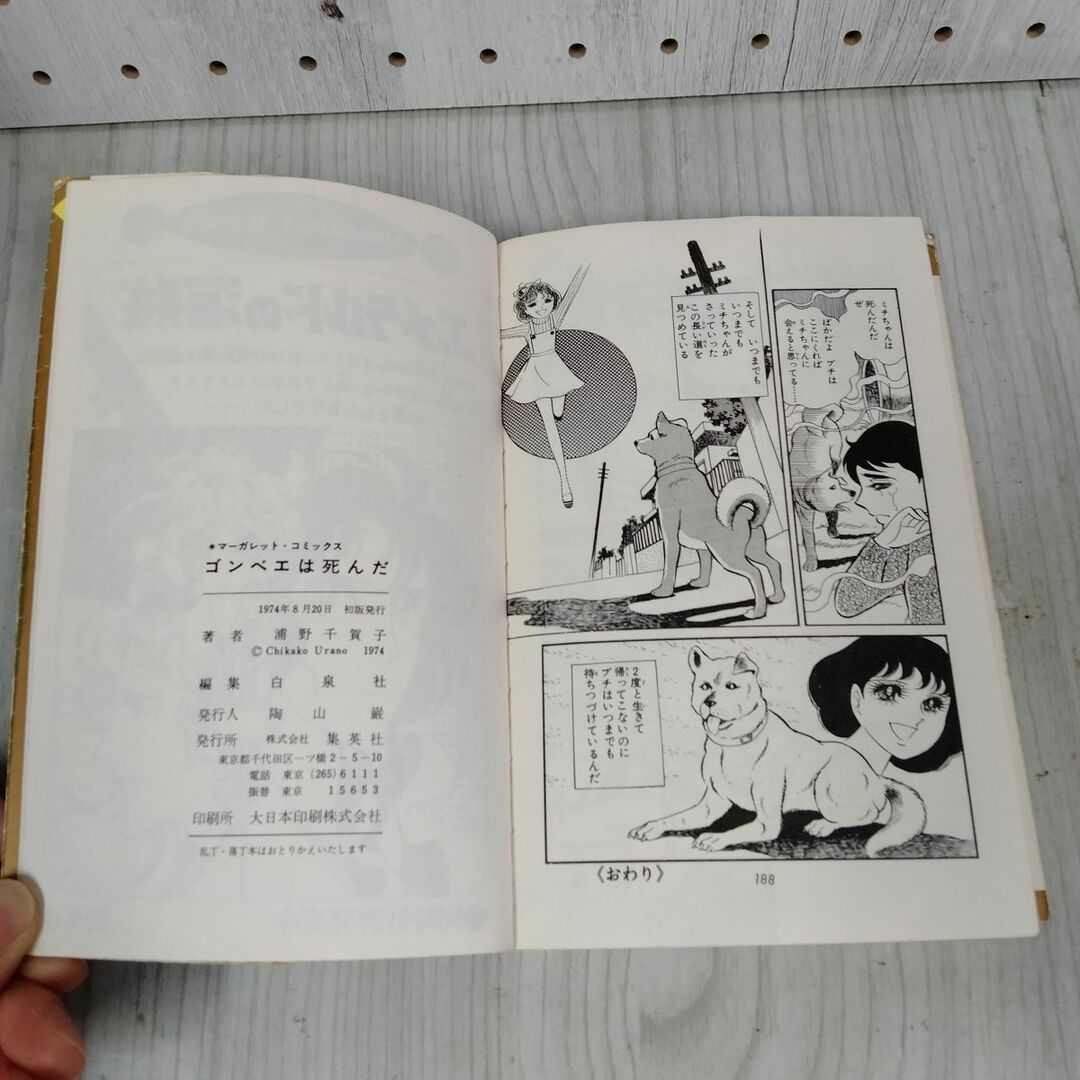 ＊マーガレット・コミックス
ゴンベエは死んだ
1974年8月20日 初版発行
著者 浦野千賀子
© Chikako Urano 1974
編集 白泉社
発行人 陶山巌
発行所 株式会社 集英社
東京都千代田区一ツ橋2－5－10
電話 東京(265)6111
振替 東京 15653
印刷所 大日本印刷株式会社
乱丁・落丁本はおとりかえいたします
ミチちゃんは
死んだんだ
ぜ
ばかだよ プチは
ここにくれば
ミチちゃんに
会えると思ってる……
そして いつまでも
いつまでも
ミチちゃんが
さっていった
この長い道を
見つめている
2度と生きて
帰ってこないのに
プチはいつまでも
待ちつづけているんだ
《おわり》
188